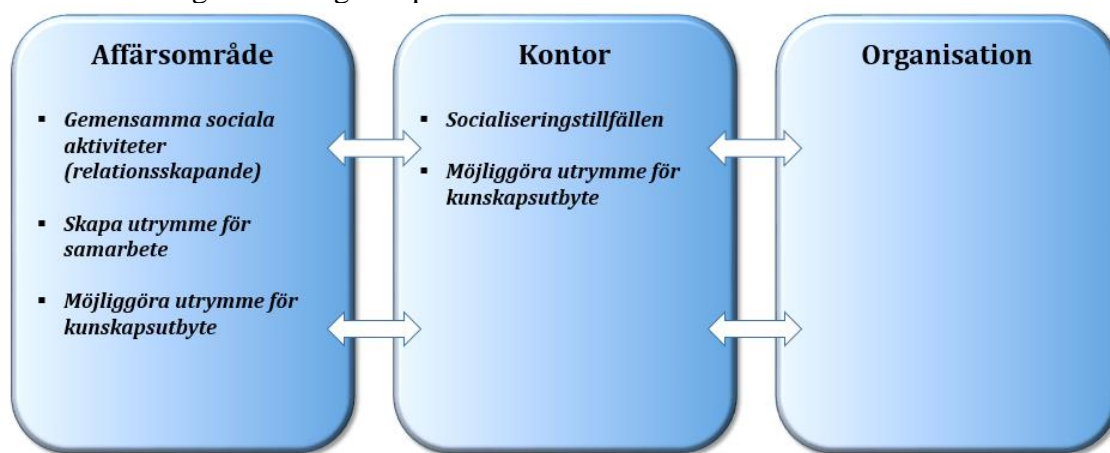 Affärsområde
▪ Gemensamma sociala
aktiviteter
(relationsskapande)
▪ Skapa utrymme för
samarbete
▪ Möjliggöra utrymme för
kunskapsutbyte
Kontor
▪ Socialiseringstillfällen
▪ Möjliggöra utrymme för
kunskapsutbyte
Organisation